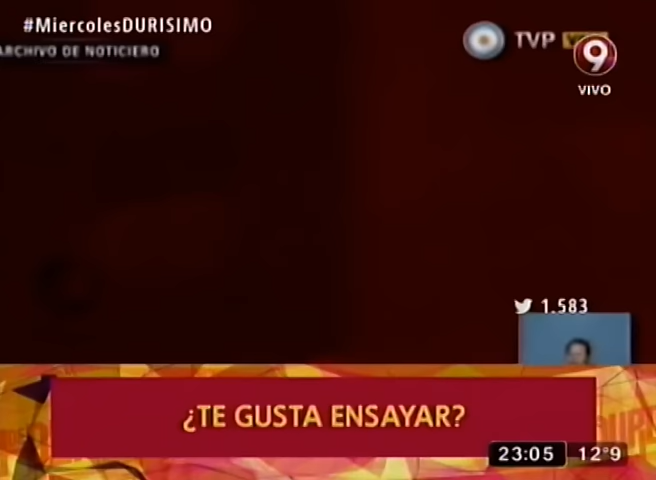 #MiercolesDURISIMO
ARCHIVO DE NOTICIERO
TVP
9
VIVO
1.583
¿TE GUSTA ENSAYAR?
23:05 12°9